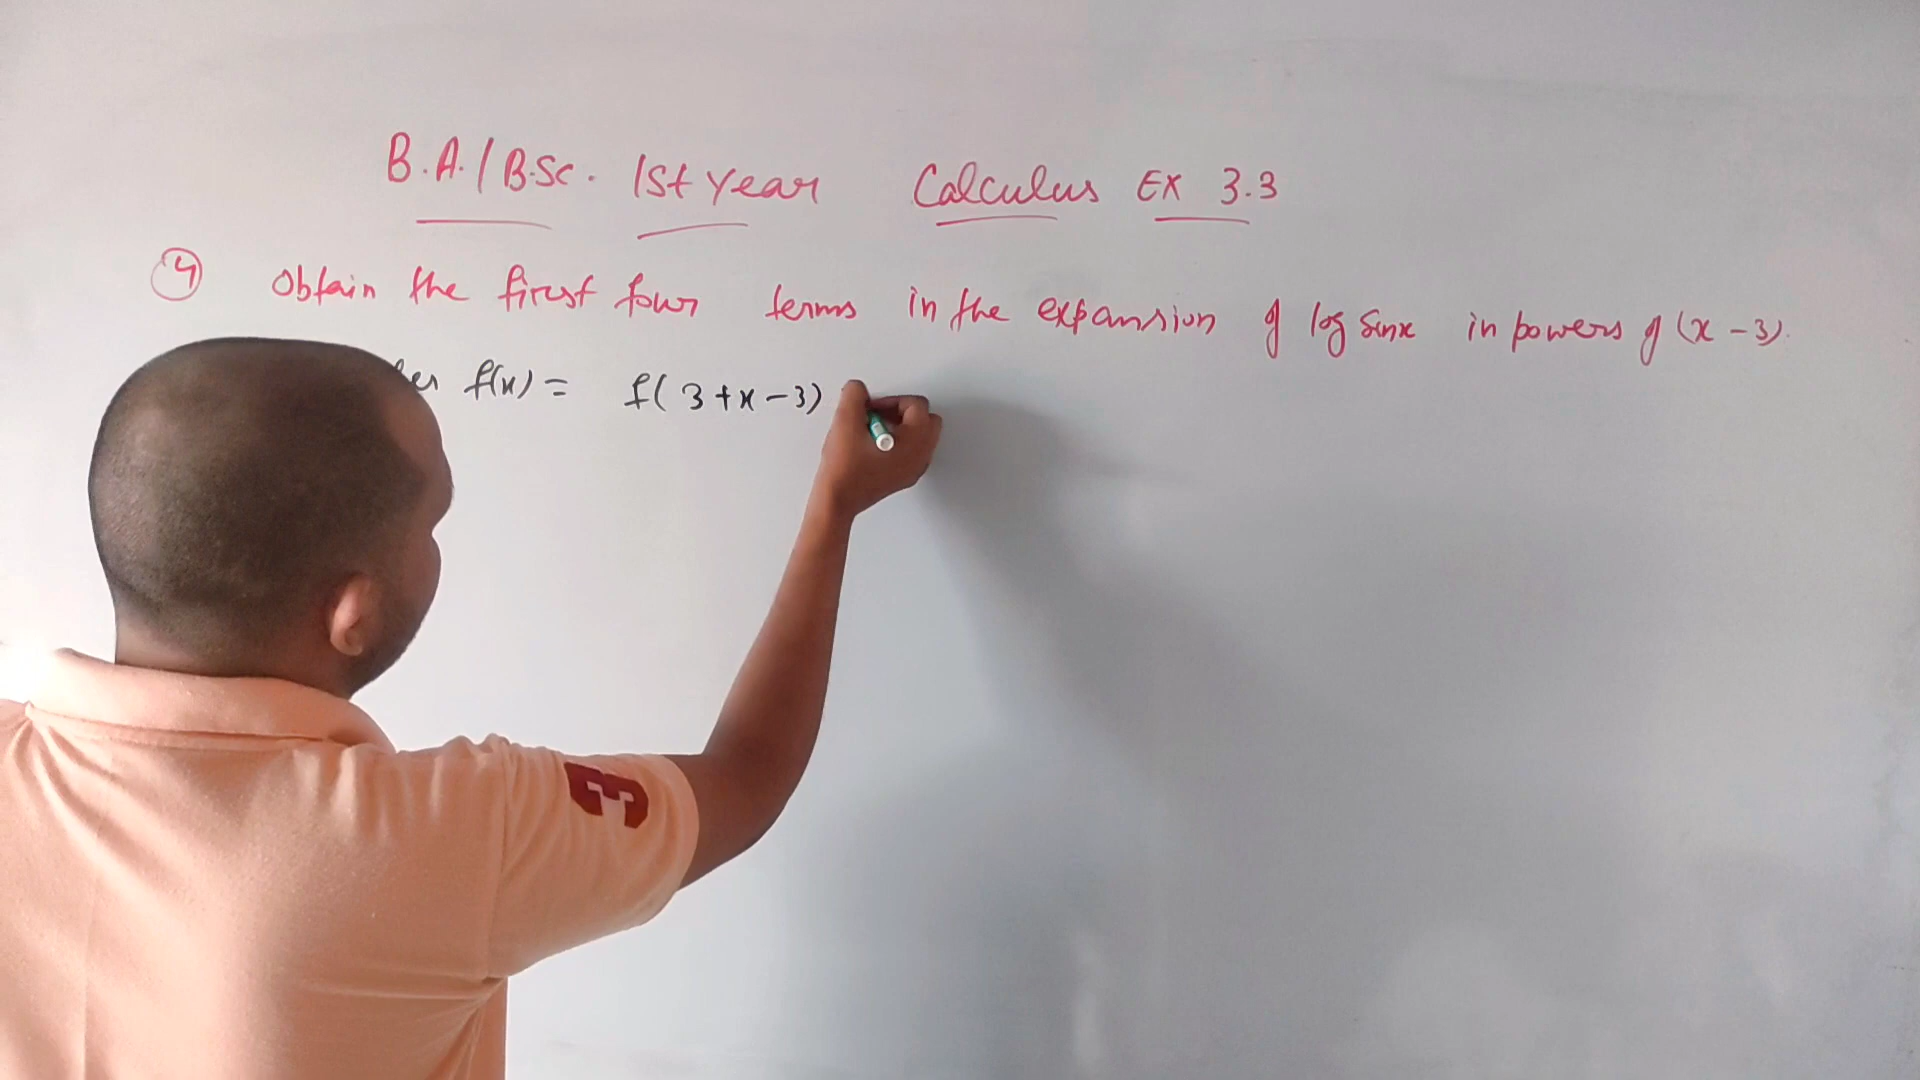 B.A./B.Sc. 1st year Calculus EX 3.3
4 Obtain the first four terms in the expansion of log sinx in powers of (x-3).
f(x) = f(3+x-3)
3